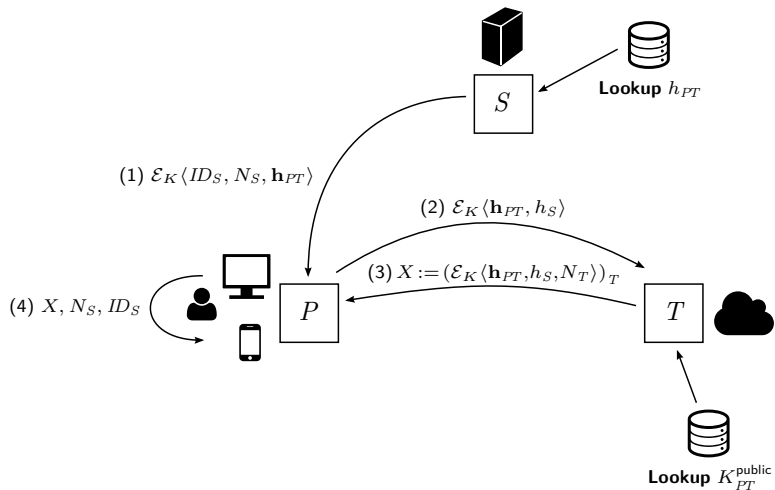 S
Lookup h_PT
(1) ℰ_K⟨ID_S, N_S, 𝐡_PT⟩
(2) ℰ_K⟨𝐡_PT, h_S⟩
(3) X := (ℰ_K⟨𝐡_PT, h_S, N_T⟩)_T
(4) X, N_S, ID_S
P
T
Lookup K_PT^public